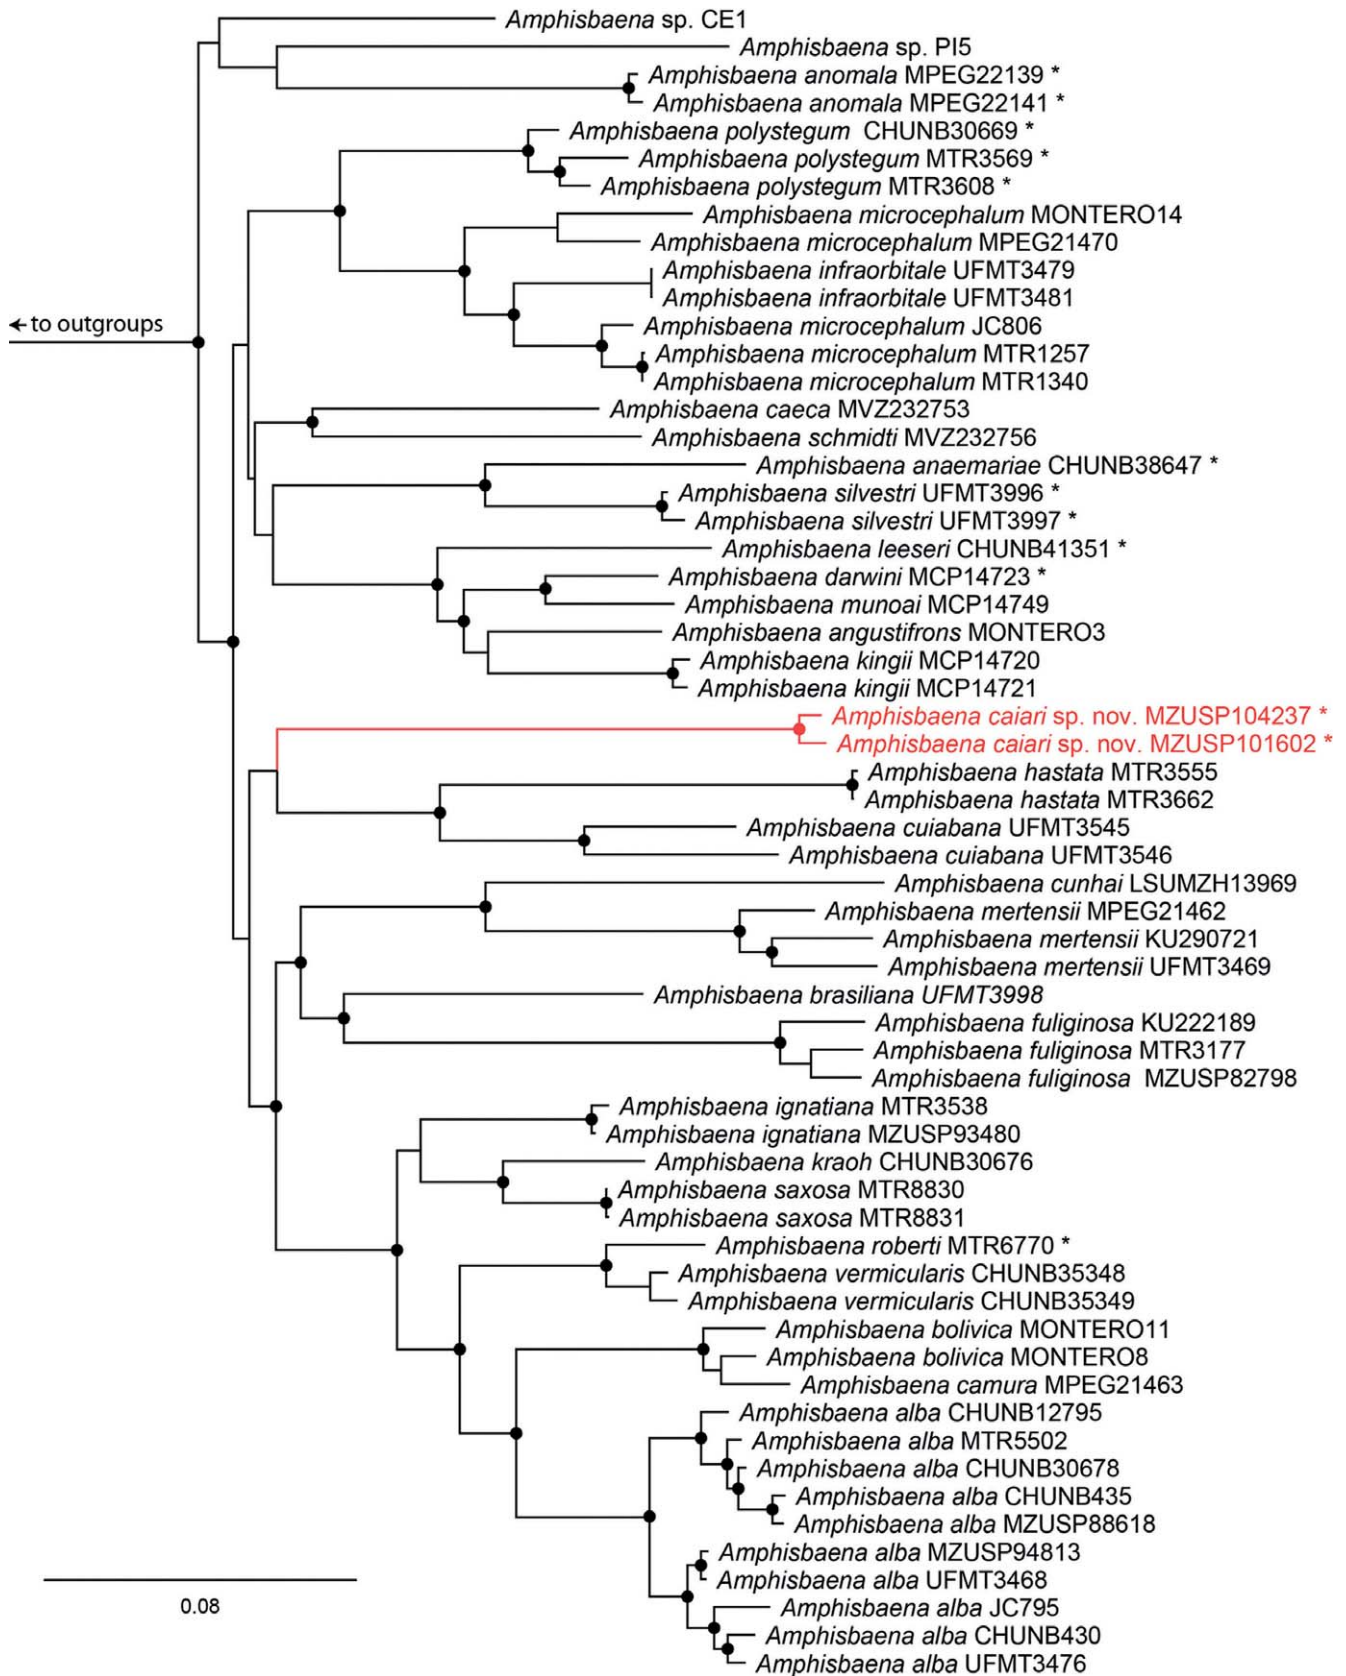 Amphisbaena sp. CE1
Amphisbaena sp. PI5
Amphisbaena anomala MPEG22139 *
Amphisbaena anomala MPEG22141 *
Amphisbaena polystegum CHUNB30669 *
Amphisbaena polystegum MTR3569 *
Amphisbaena polystegum MTR3608 *
Amphisbaena microcephalum MONTERO14
Amphisbaena microcephalum MPEG21470
Amphisbaena infraorbitale UFMT3479
Amphisbaena infraorbitale UFMT3481
← to outgroups
Amphisbaena microcephalum JC806
Amphisbaena microcephalum MTR1257
Amphisbaena microcephalum MTR1340
Amphisbaena caeca MVZ232753
Amphisbaena schmidti MVZ232756
Amphisbaena anaemariae CHUNB38647 *
Amphisbaena silvestri UFMT3996 *
Amphisbaena silvestri UFMT3997 *
Amphisbaena leeseri CHUNB41351 *
Amphisbaena darwini MCP14723 *
Amphisbaena munoai MCP14749
Amphisbaena angustifrons MONTERO3
Amphisbaena kingii MCP14720
Amphisbaena kingii MCP14721
Amphisbaena caiari sp. nov. MZUSP104237 *
Amphisbaena caiari sp. nov. MZUSP101602 *
Amphisbaena hastata MTR3555
Amphisbaena hastata MTR3662
Amphisbaena cuiabana UFMT3545
Amphisbaena cuiabana UFMT3546
Amphisbaena cunhai LSUMZH13969
Amphisbaena mertensii MPEG21462
Amphisbaena mertensii KU290721
Amphisbaena mertensii UFMT3469
Amphisbaena brasiliana UFMT3998
Amphisbaena fuliginosa KU222189
Amphisbaena fuliginosa MTR3177
Amphisbaena fuliginosa MZUSP82798
Amphisbaena ignatiana MTR3538
Amphisbaena ignatiana MZUSP93480
Amphisbaena kraoh CHUNB30676
Amphisbaena saxosa MTR8830
Amphisbaena saxosa MTR8831
Amphisbaena roberti MTR6770 *
Amphisbaena vermicularis CHUNB35348
Amphisbaena vermicularis CHUNB35349
Amphisbaena bolivica MONTERO11
Amphisbaena bolivica MONTERO8
Amphisbaena camura MPEG21463
Amphisbaena alba CHUNB12795
Amphisbaena alba MTR5502
Amphisbaena alba CHUNB30678
Amphisbaena alba CHUNB435
Amphisbaena alba MZUSP88618
Amphisbaena alba MZUSP94813
Amphisbaena alba UFMT3468
Amphisbaena alba JC795
0.08
Amphisbaena alba CHUNB430
Amphisbaena alba UFMT3476